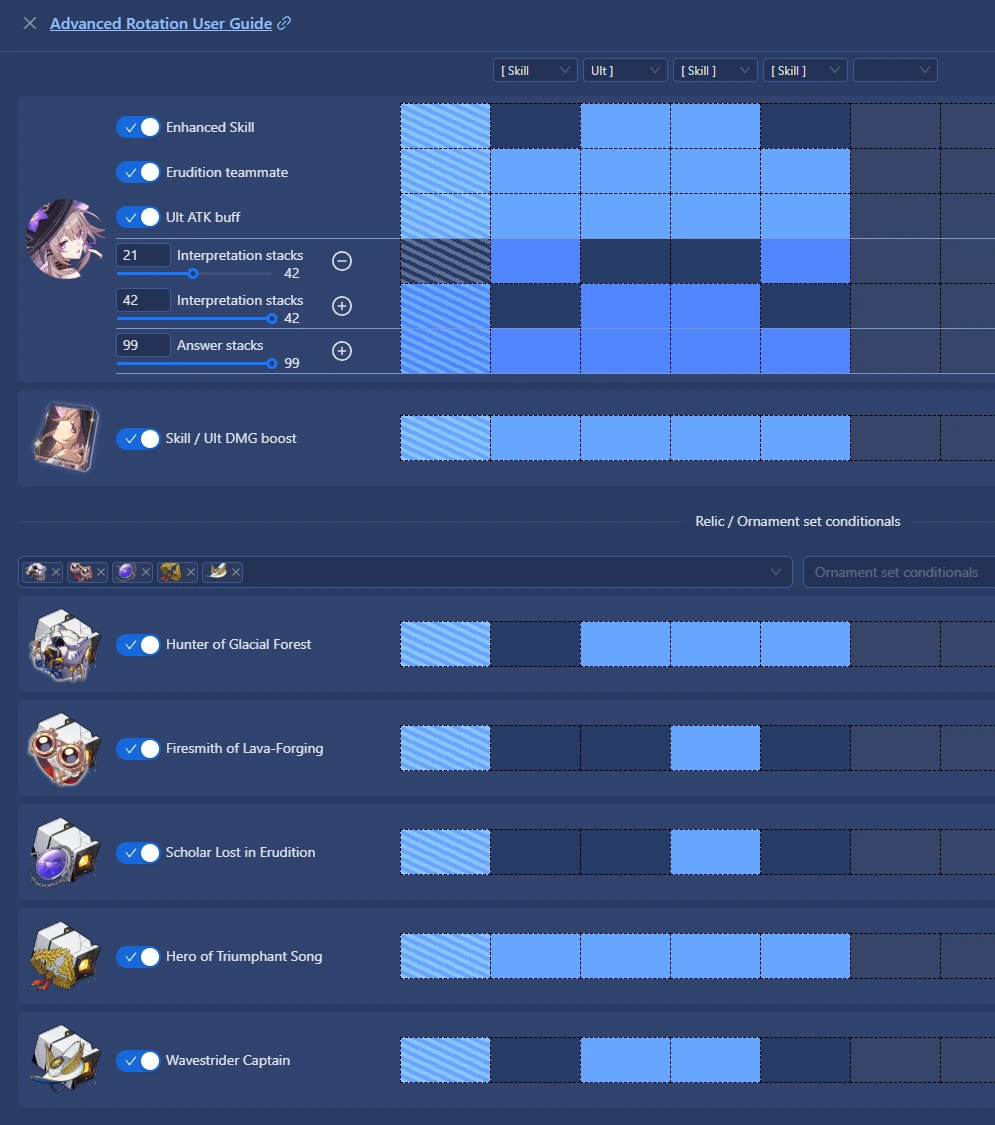 Advanced Rotation User Guide
[ Skill
Ult ]
[ Skill ]
[ Skill ]
Enhanced Skill
Erudition teammate
Ult ATK buff
21 Interpretation stacks
42
42 Interpretation stacks
42
99 Answer stacks
99
Skill / Ult DMG boost
Relic / Ornament set conditionals
Ornament set conditionals
Hunter of Glacial Forest
Firesmith of Lava-Forging
Scholar Lost in Erudition
Hero of Triumphant Song
Wavestrider Captain